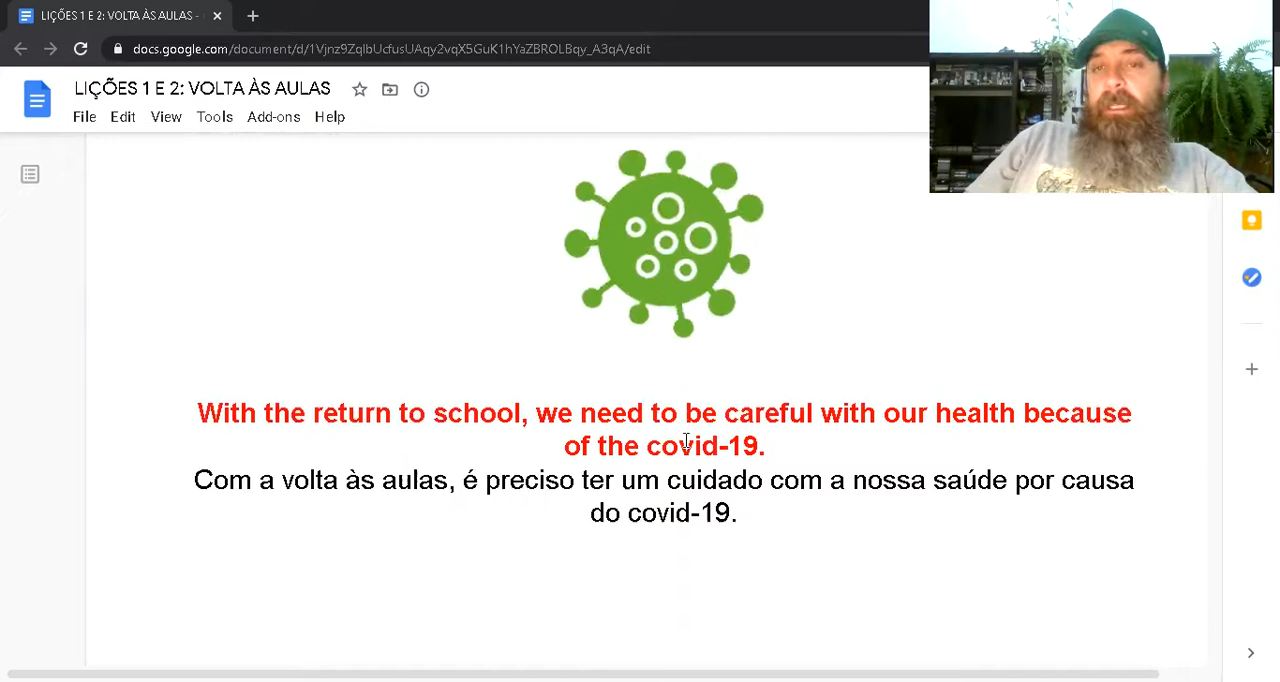 LIÇÕES 1 E 2: VOLTA ÀS AULAS -
docs.google.com/document/d/1Vjnz9ZqlbUcfusUAqy2vqX5GuK1hYaZBROLBqy_A3qA/edit
LIÇÕES 1 E 2: VOLTA ÀS AULAS
File Edit View Tools Add-ons Help
With the return to school, we need to be careful with our health because
of the covid-19.
Com a volta às aulas, é preciso ter um cuidado com a nossa saúde por causa
do covid-19.